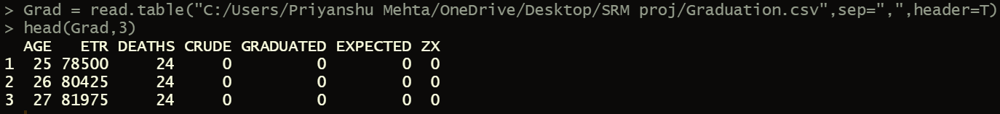 > Grad = read.table("C:/Users/Priyanshu Mehta/OneDrive/Desktop/SRM proj/Graduation.csv",sep=",",header=T)
> head(Grad,3)
  AGE   ETR DEATHS CRUDE GRADUATED EXPECTED ZX
1  25 78500     24     0         0        0  0
2  26 80425     24     0         0        0  0
3  27 81975     24     0         0        0  0